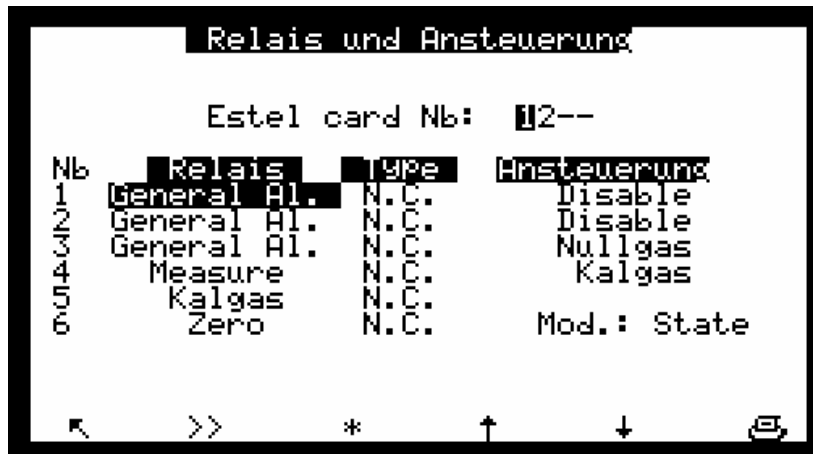 Relais und Ansteuerung
Estel card Nb: 12--
Nb Relais Type Ansteuerung
1 General Al. N.C. Disable
2 General Al. N.C. Disable
3 General Al. N.C. Nullgas
4 Measure N.C. Kalgas
5 Kalgas N.C.
6 Zero N.C. Mod.: State
>> *